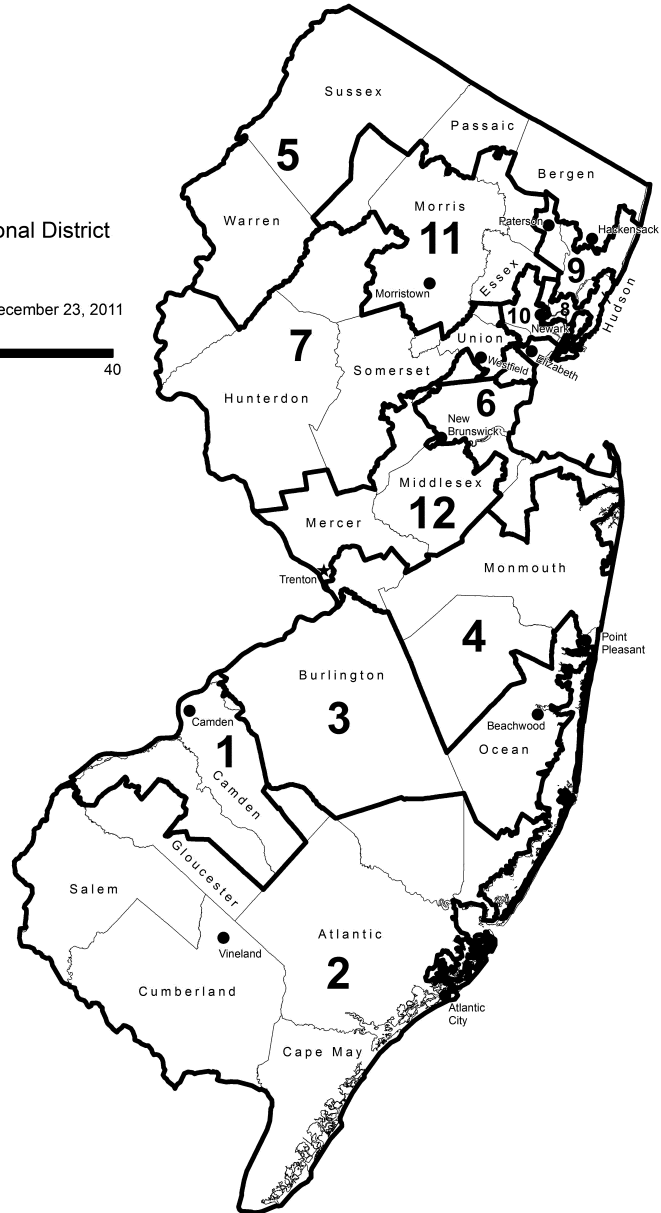 Sussex
Passaic
5
Bergen
Morris
Warren
Paterson
Hackensack
onal District
11
9
Essex
Morristown
ecember 23, 2011
10
8
Hudson
Newark
Union
7
40
Somerset
Westfield
Elizabeth
Hunterdon
6
New
Brunswick
Middlesex
12
Mercer
Monmouth
Trenton
4
Point
Pleasant
Burlington
3
Camden
Beachwood
1
Ocean
Camden
Gloucester
Salem
Atlantic
Vineland
2
Cumberland
Atlantic
City
Cape May